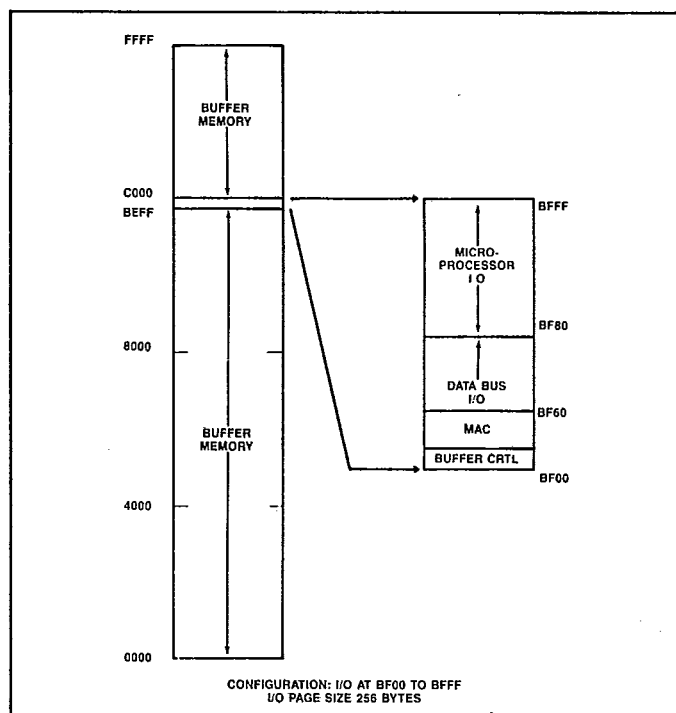 FFFF
BUFFER
MEMORY
C000
BEFF
8000
BUFFER
MEMORY
4000
0000
BFFF
MICRO-
PROCESSOR
I O
BF80
DATA BUS
I/O
BF60
MAC
BUFFER CRTL
BF00
CONFIGURATION: I/O AT BF00 TO BFFF
I/O PAGE SIZE 256 BYTES